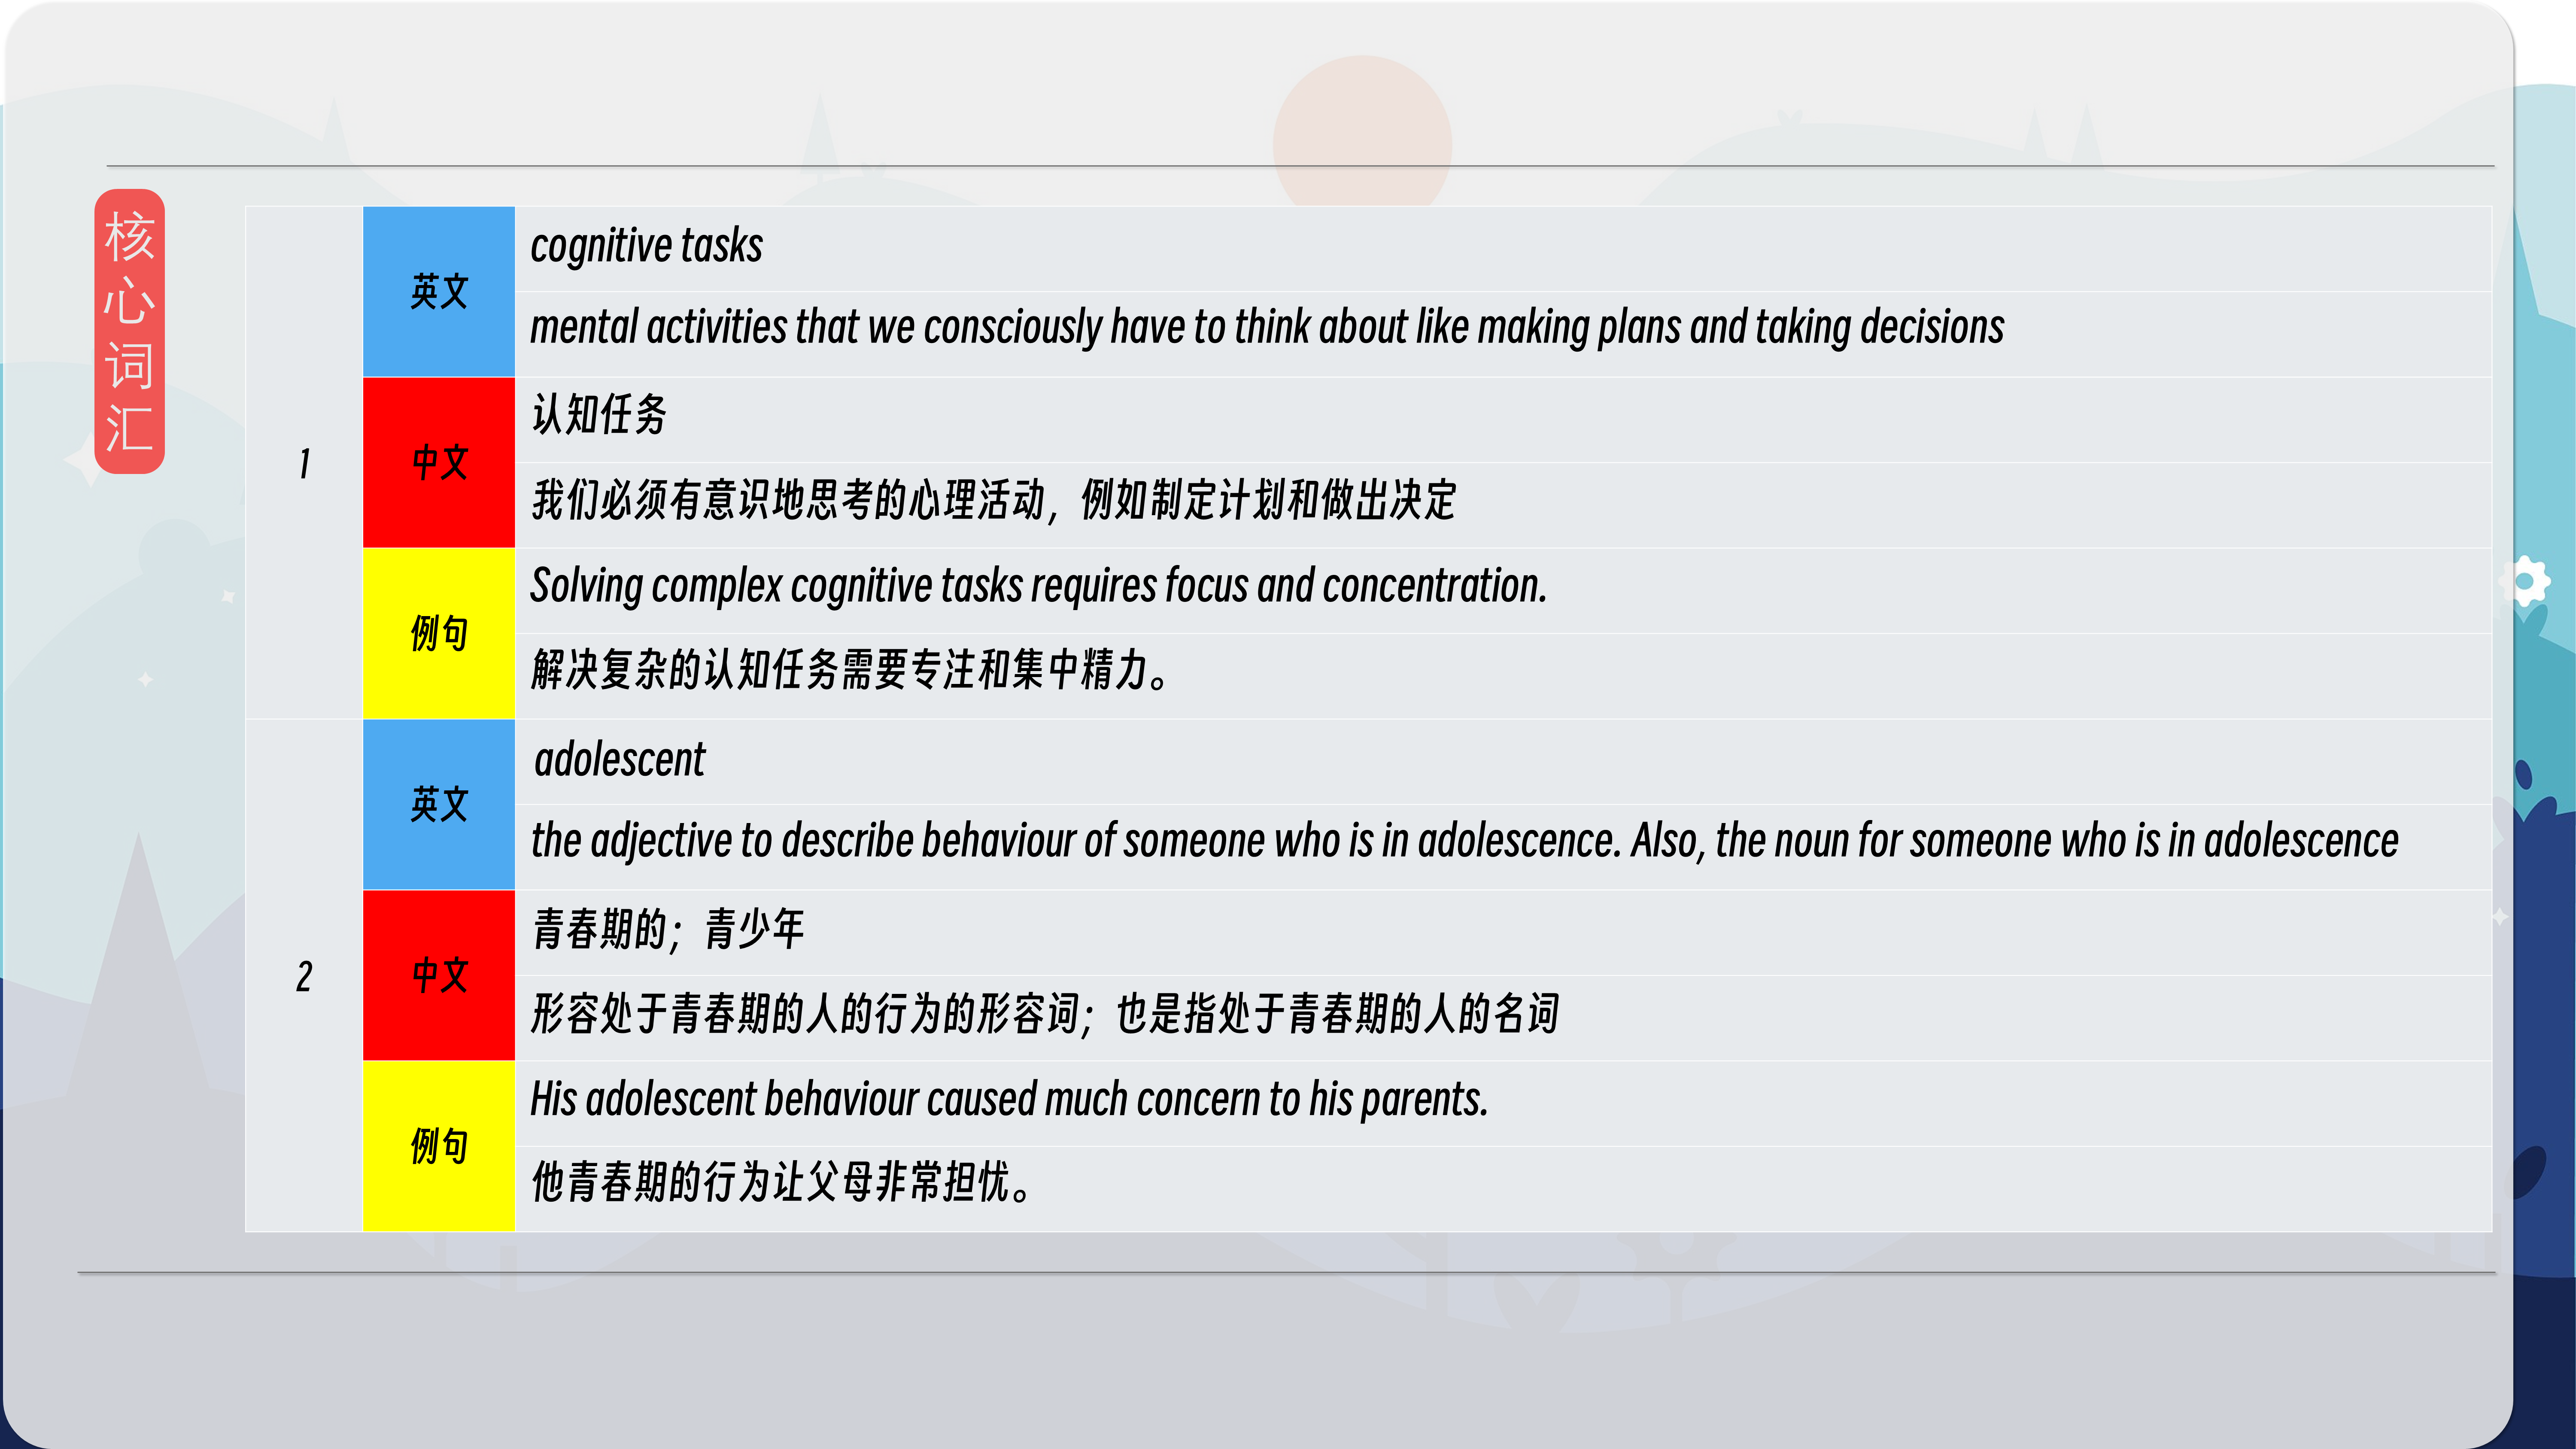 核
心
词
汇
1
英文
cognitive tasks
mental activities that we consciously have to think about like making plans and taking decisions
中文
认知任务
我们必须有意识地思考的心理活动，例如制定计划和做出决定
例句
Solving complex cognitive tasks requires focus and concentration.
解决复杂的认知任务需要专注和集中精力。
2
英文
adolescent
the adjective to describe behaviour of someone who is in adolescence. Also, the noun for someone who is in adolescence
中文
青春期的；青少年
形容处于青春期的人的行为的形容词；也是指处于青春期的人的名词
例句
His adolescent behaviour caused much concern to his parents.
他青春期的行为让父母非常担忧。